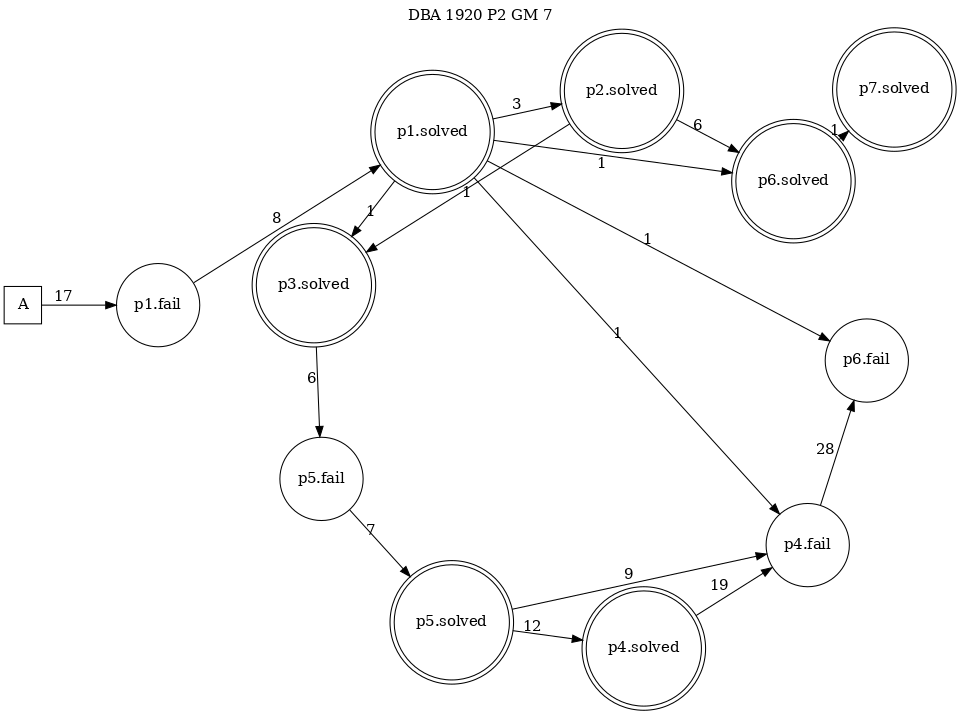 DBA 1920 P2 GM 7
p7.solved
p2.solved
3
p1.solved
6
1
1
p6.solved
1
1
8
1
p3.solved
17
A
p1.fail
1
1
p6.fail
6
28
p5.fail
7
p4.fail
9
19
p5.solved
12
p4.solved